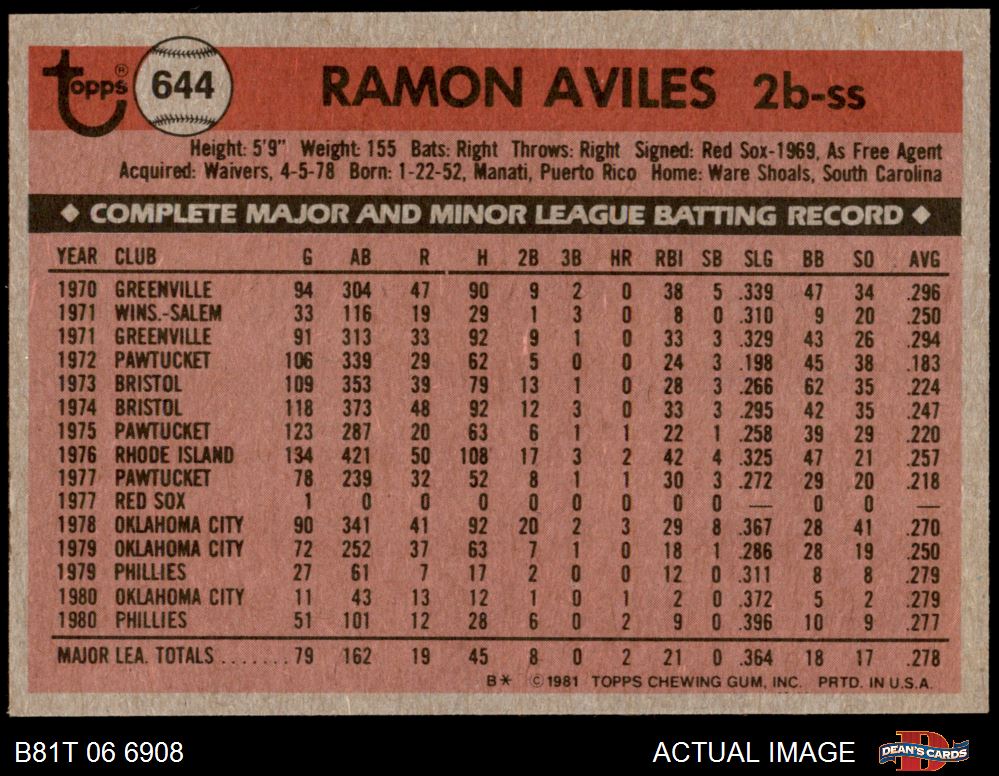 Topps® 644 RAMON AVILES 2b-ss
Height: 5'9" Weight: 155 Bats: Right Throws: Right Signed: Red Sox-1969, As Free Agent
Acquired: Waivers, 4-5-78 Born: 1-22-52, Manati, Puerto Rico Home: Ware Shoals, South Carolina
◆ COMPLETE MAJOR AND MINOR LEAGUE BATTING RECORD ◆
YEAR CLUB G AB R H 2B 3B HR RBI SB SLG BB SO AVG
1970 GREENVILLE 94 304 47 90 9 2 0 38 5 .339 47 34 .296
1971 WINS.-SALEM 33 116 19 29 1 3 0 8 0 .310 9 20 .250
1971 GREENVILLE 91 313 33 92 9 1 0 33 3 .329 43 26 .294
1972 PAWTUCKET 106 339 29 62 5 0 0 24 3 .198 45 38 .183
1973 BRISTOL 109 353 39 79 13 1 0 28 3 .266 62 35 .224
1974 BRISTOL 118 373 48 92 12 3 0 33 3 .295 42 35 .247
1975 PAWTUCKET 123 287 20 63 6 1 1 22 1 .258 39 29 .220
1976 RHODE ISLAND 134 421 50 108 17 3 2 42 4 .325 47 21 .257
1977 PAWTUCKET 78 239 32 52 8 1 1 30 3 .272 29 20 .218
1977 RED SOX 1 0 0 0 0 0 0 0 0 — 0 0 —
1978 OKLAHOMA CITY 90 341 41 92 20 2 3 29 8 .367 28 41 .270
1979 OKLAHOMA CITY 72 252 37 63 7 1 0 18 1 .286 28 19 .250
1979 PHILLIES 27 61 7 17 2 0 0 12 0 .311 8 8 .279
1980 OKLAHOMA CITY 11 43 13 12 1 0 1 2 0 .372 5 2 .279
1980 PHILLIES 51 101 12 28 6 0 2 9 0 .396 10 9 .277
MAJOR LEA. TOTALS ....... 79 162 19 45 8 0 2 21 0 .364 18 17 .278
B* ©1981 TOPPS CHEWING GUM, INC. PRTD. IN U.S.A.
B81T 06 6908 ACTUAL IMAGE DEAN'S CARDS